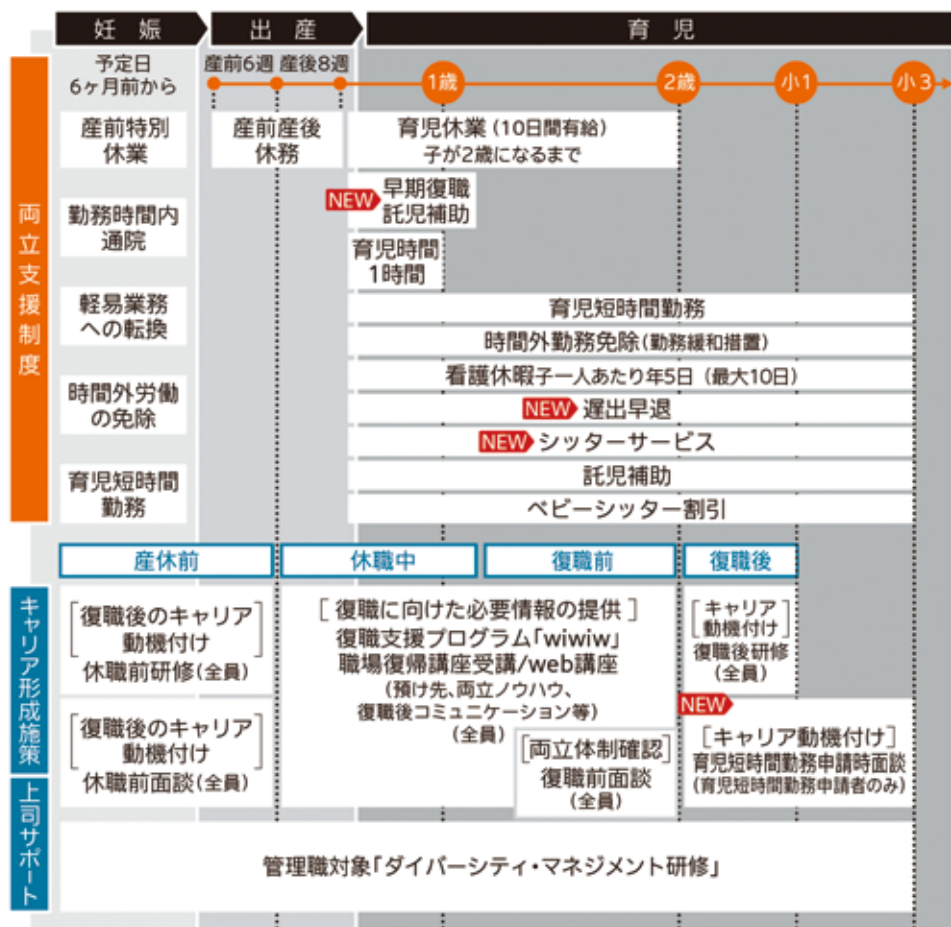 妊娠
出産
育児
両立支援制度
予定日
6ヶ月前から
産前6週
産後8週
1歳
2歳
小1
小3
産前特別
休業
勤務時間内
通院
軽易業務
への転換
時間外労働
の免除
育児短時間
勤務
産前産後
休務
育児休業(10日間有給)
子が2歳になるまで
NEW
早期復職
託児補助
育児時間
1時間
育児短時間勤務
時間外勤務免除(勤務緩和措置)
看護休暇子一人あたり年5日(最大10日)
NEW 遅出早退
NEW シッターサービス
託児補助
ベビーシッター割引
産休前
休職中
復職前
復職後
キャリア形成施策
[復職後のキャリア
動機付け]
休職前研修(全員)
[復職後のキャリア
動機付け]
休職前面談(全員)
[復職に向けた必要情報の提供]
復職支援プログラム「wiwiw」
職場復帰講座受講/web講座
(預け先、両立ノウハウ、
復職後コミュニケーション等)
(全員)
[両立体制確認]
復職前面談
(全員)
[キャリア
動機付け]
復職後研修
(全員)
NEW
[キャリア動機付け]
育児短時間勤務申請時面談
(育児短時間勤務申請者のみ)
上司サポート
管理職対象「ダイバーシティ・マネジメント研修」